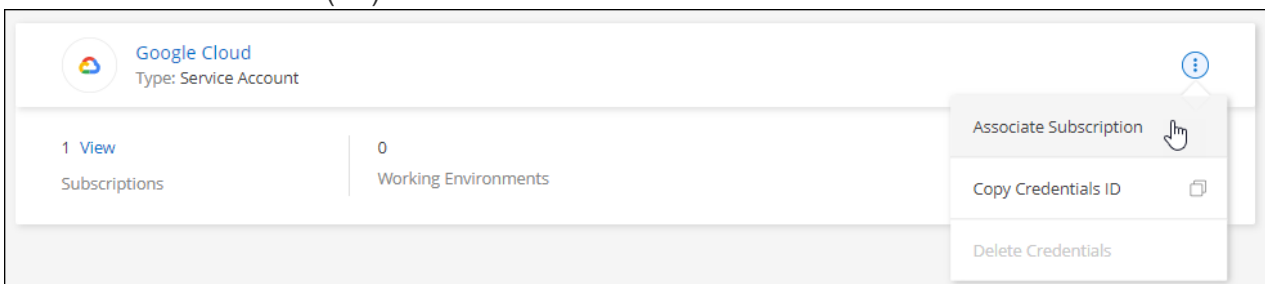 Google Cloud
Type: Service Account
Associate Subscription
1 View
0
Subscriptions
Working Environments
Copy Credentials ID
Delete Credentials